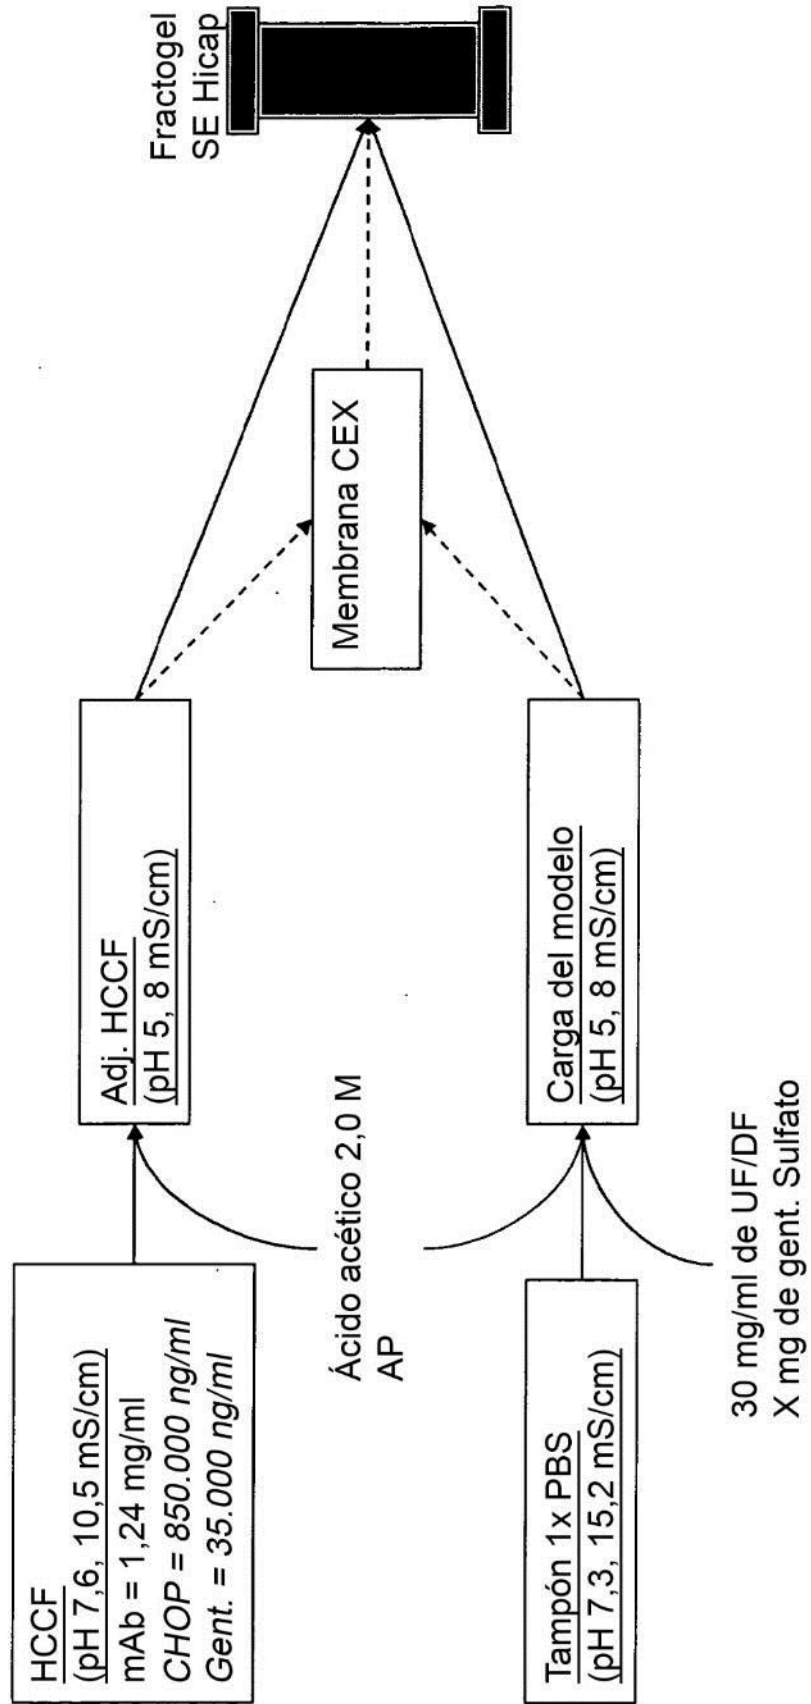 HCCF
(pH 7,6, 10,5 mS/cm)
mAb = 1,24 mg/ml
CHOP = 850.000 ng/ml
Gent. = 35.000 ng/ml
Adj. HCCF
(pH 5, 8 mS/cm)
Ácido acético 2,0 M
AP
Membrana CEX
Fractogel
SE Hicap
Tampón 1x PBS
(pH 7,3, 15,2 mS/cm)
Carga del modelo
(pH 5, 8 mS/cm)
30 mg/ml de UF/DF
X mg de gent. Sulfato